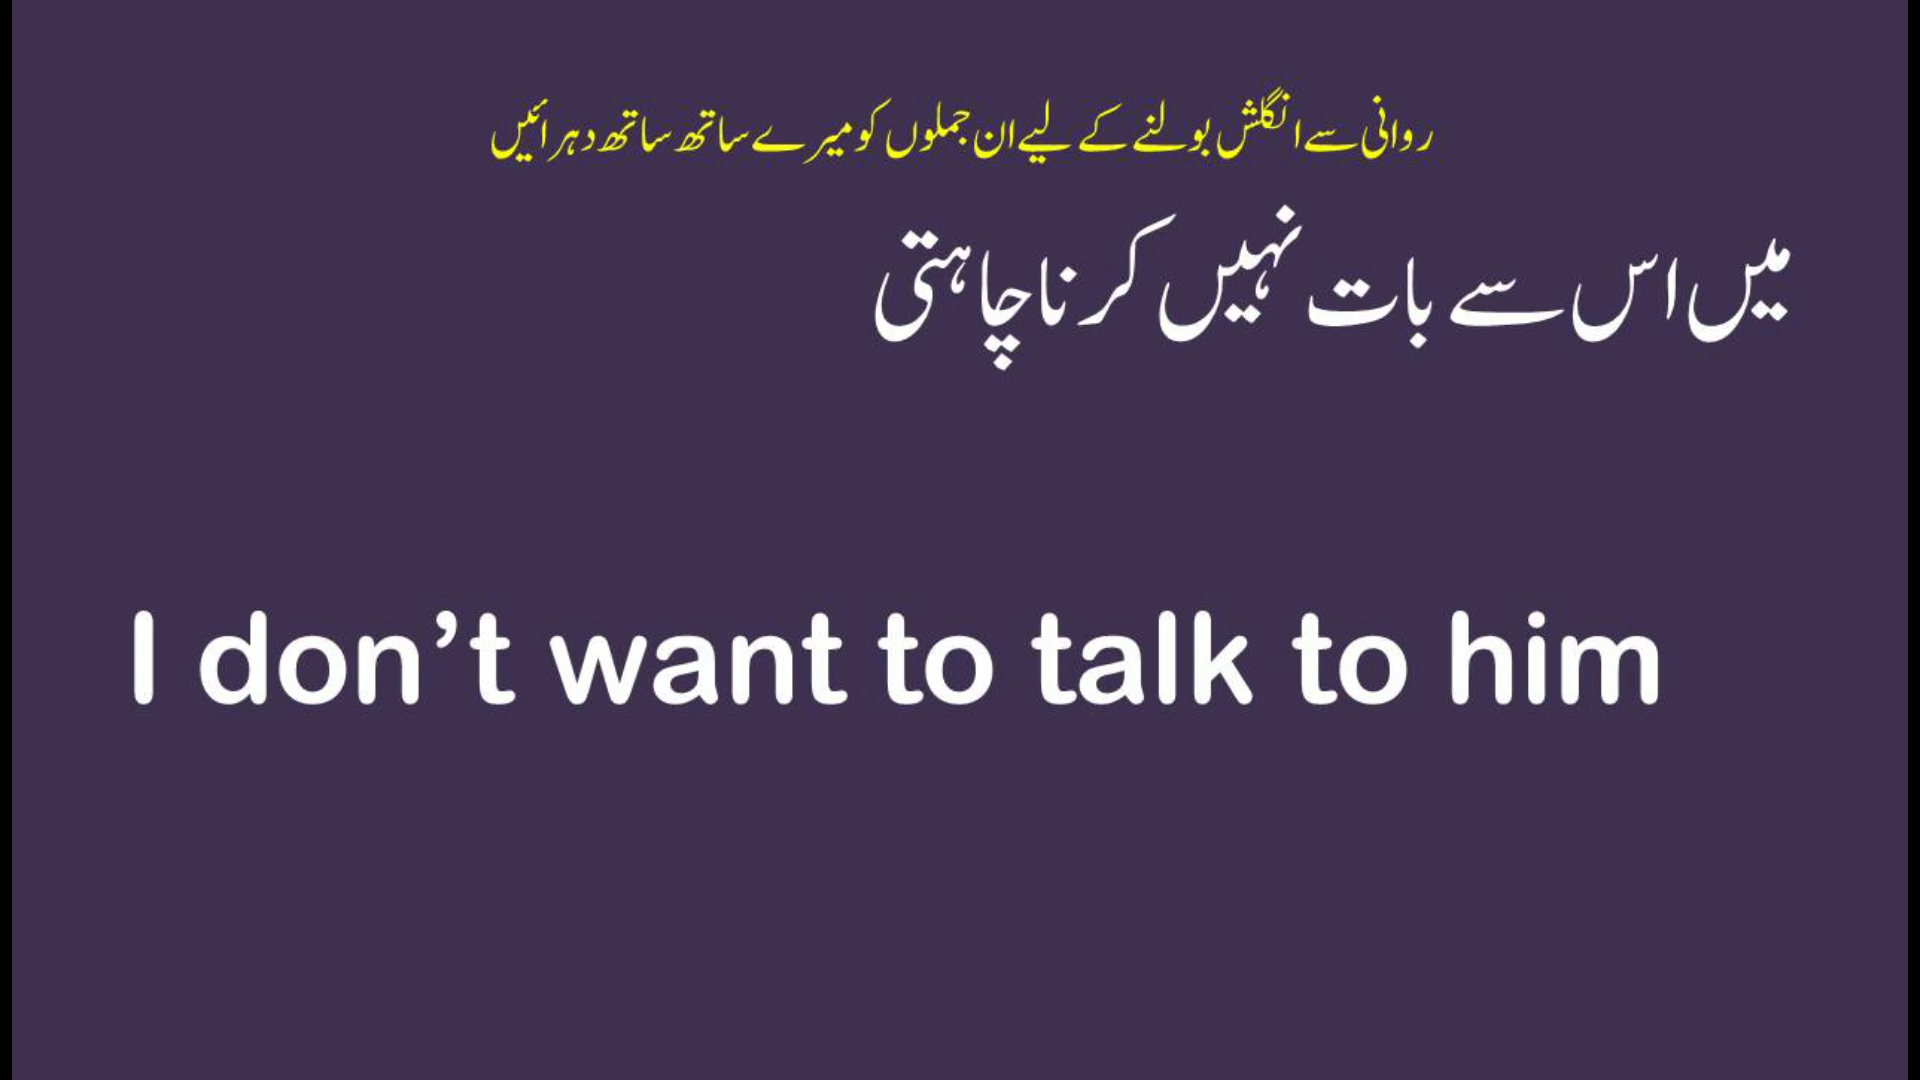 روانی سے انگلش بولنے کے لیے ان جملوں کو میرے ساتھ ساتھ دہرائیں
میں اس سے بات نہیں کرنا چاہتی
I don’t want to talk to him